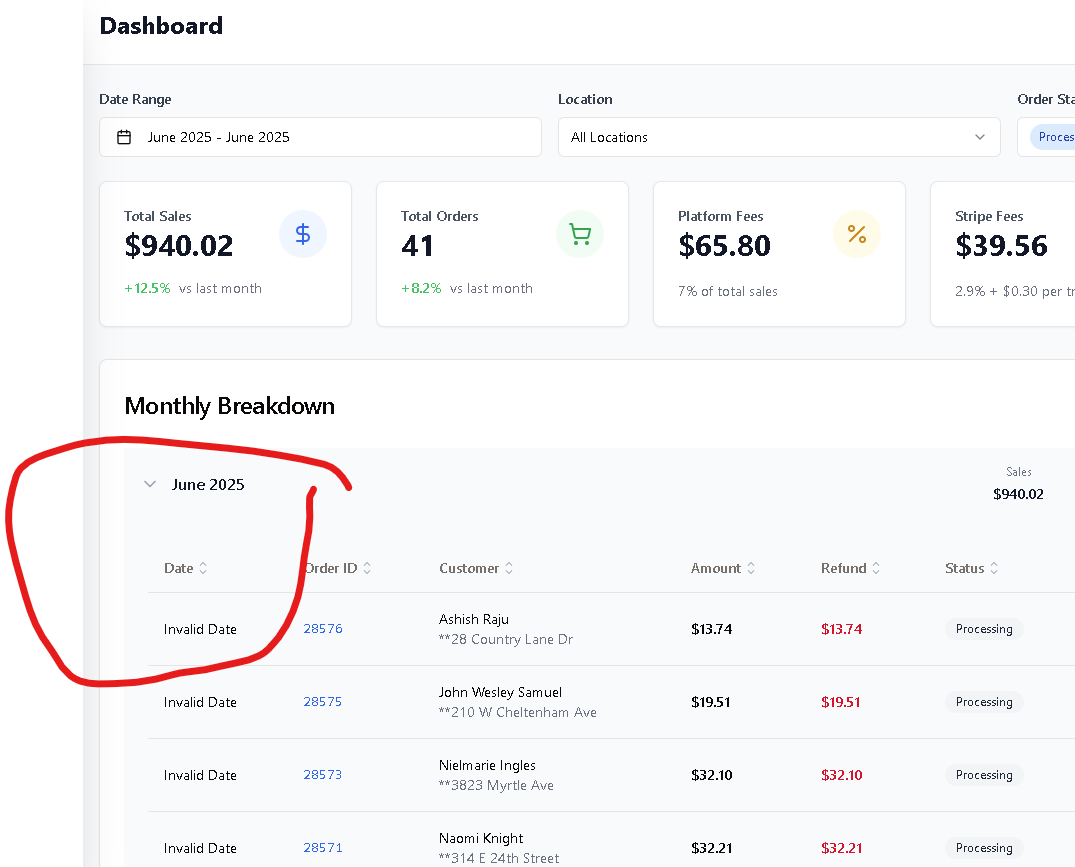 Dashboard
Date Range Location Order Sta
June 2025 - June 2025 All Locations Proces
Total Sales Total Orders Platform Fees Stripe Fees
$940.02 41 $65.80 $39.56
+12.5% vs last month +8.2% vs last month 7% of total sales 2.9% + $0.30 per tr
Monthly Breakdown
Sales
June 2025 $940.02
Date Order ID Customer Amount Refund Status
Ashish Raju
Invalid Date 28576 $13.74 $13.74 Processing
**28 Country Lane Dr
John Wesley Samuel
Invalid Date 28575 $19.51 $19.51 Processing
**210 W Cheltenham Ave
Nielmarie Ingles
Invalid Date 28573 $32.10 $32.10 Processing
**3823 Myrtle Ave
Naomi Knight
Invalid Date 28571 $32.21 $32.21 Processing
**314 E 24th Street